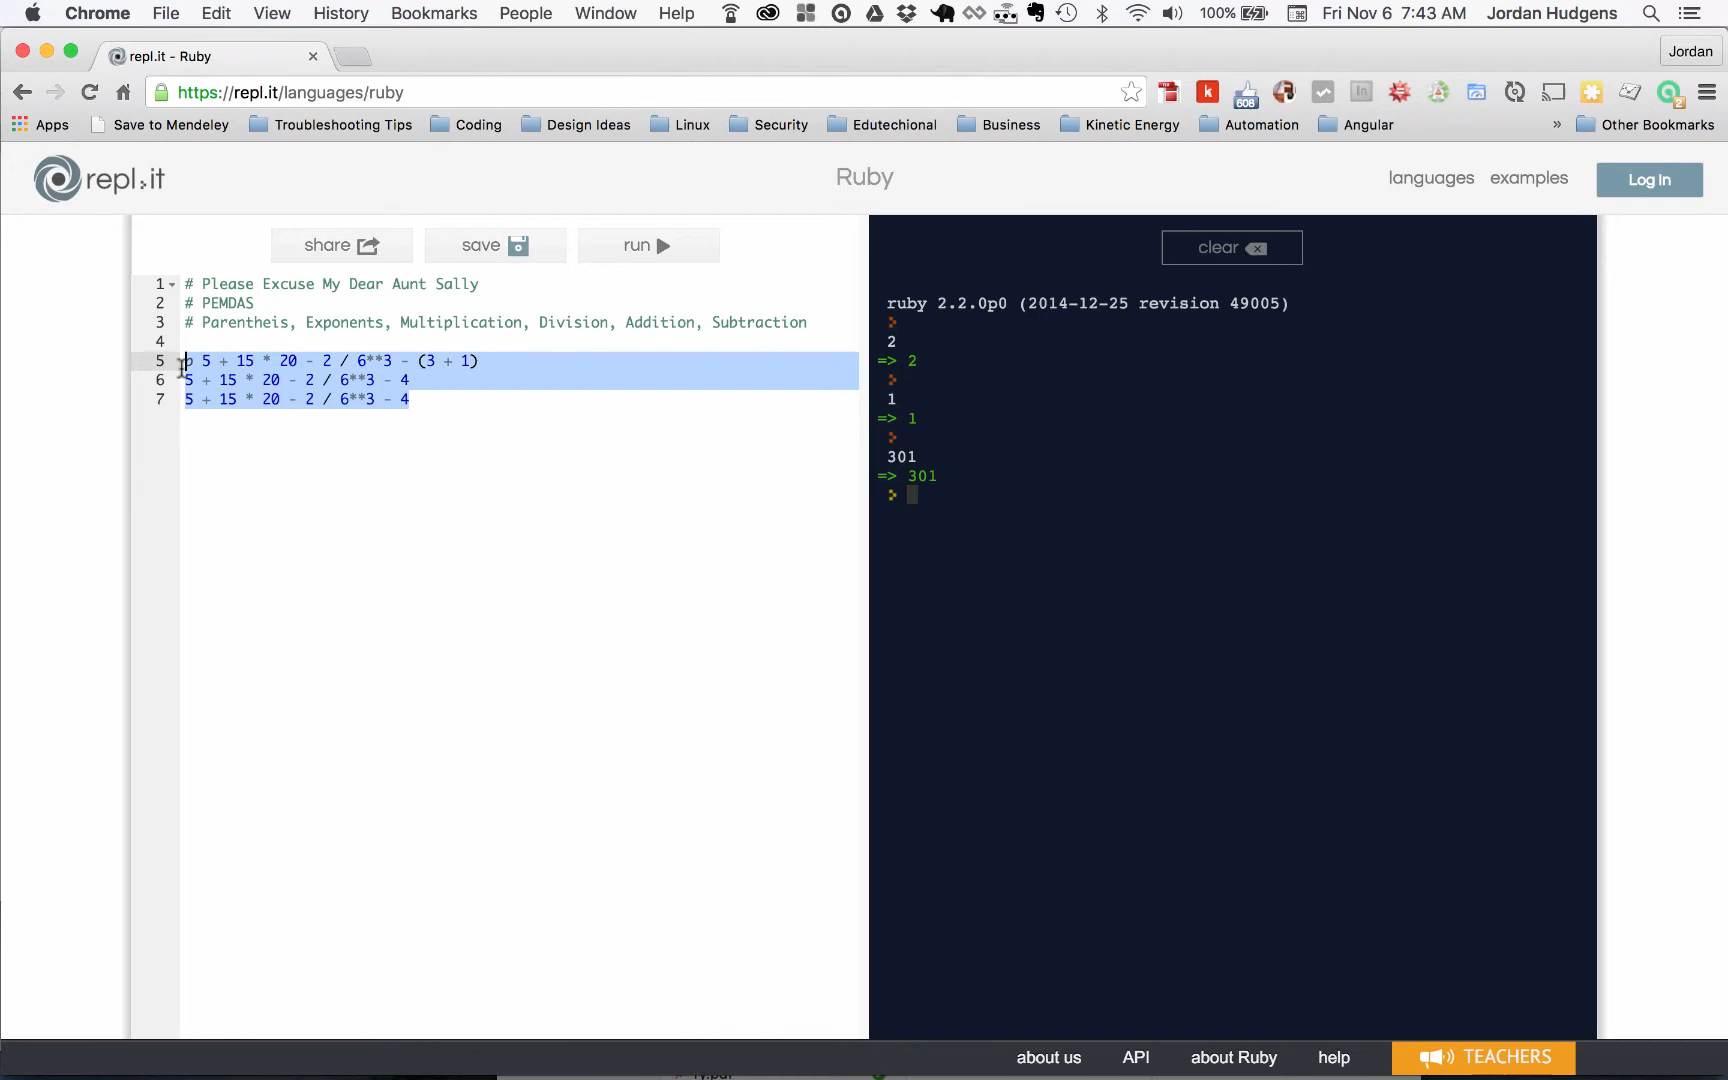 Chrome File Edit View History Bookmarks People Window Help 100% Fri Nov 6 7:43 AM Jordan Hudgens
repl.it - Ruby Jordan
https://repl.it/languages/ruby 608 2
Apps Save to Mendeley Troubleshooting Tips Coding Design Ideas Linux Security Edutechional Business Kinetic Energy Automation Angular » Other Bookmarks
repl.it Ruby languages examples Log In
share save run clear
1 # Please Excuse My Dear Aunt Sally
2 # PEMDAS
3 # Parentheis, Exponents, Multiplication, Division, Addition, Subtraction
4
5 p 5 + 15 * 20 - 2 / 6**3 - (3 + 1)
6 5 + 15 * 20 - 2 / 6**3 - 4
7 5 + 15 * 20 - 2 / 6**3 - 4
ruby 2.2.0p0 (2014-12-25 revision 49005)
2
=> 2
1
=> 1
301
=> 301
about us API about Ruby help TEACHERS